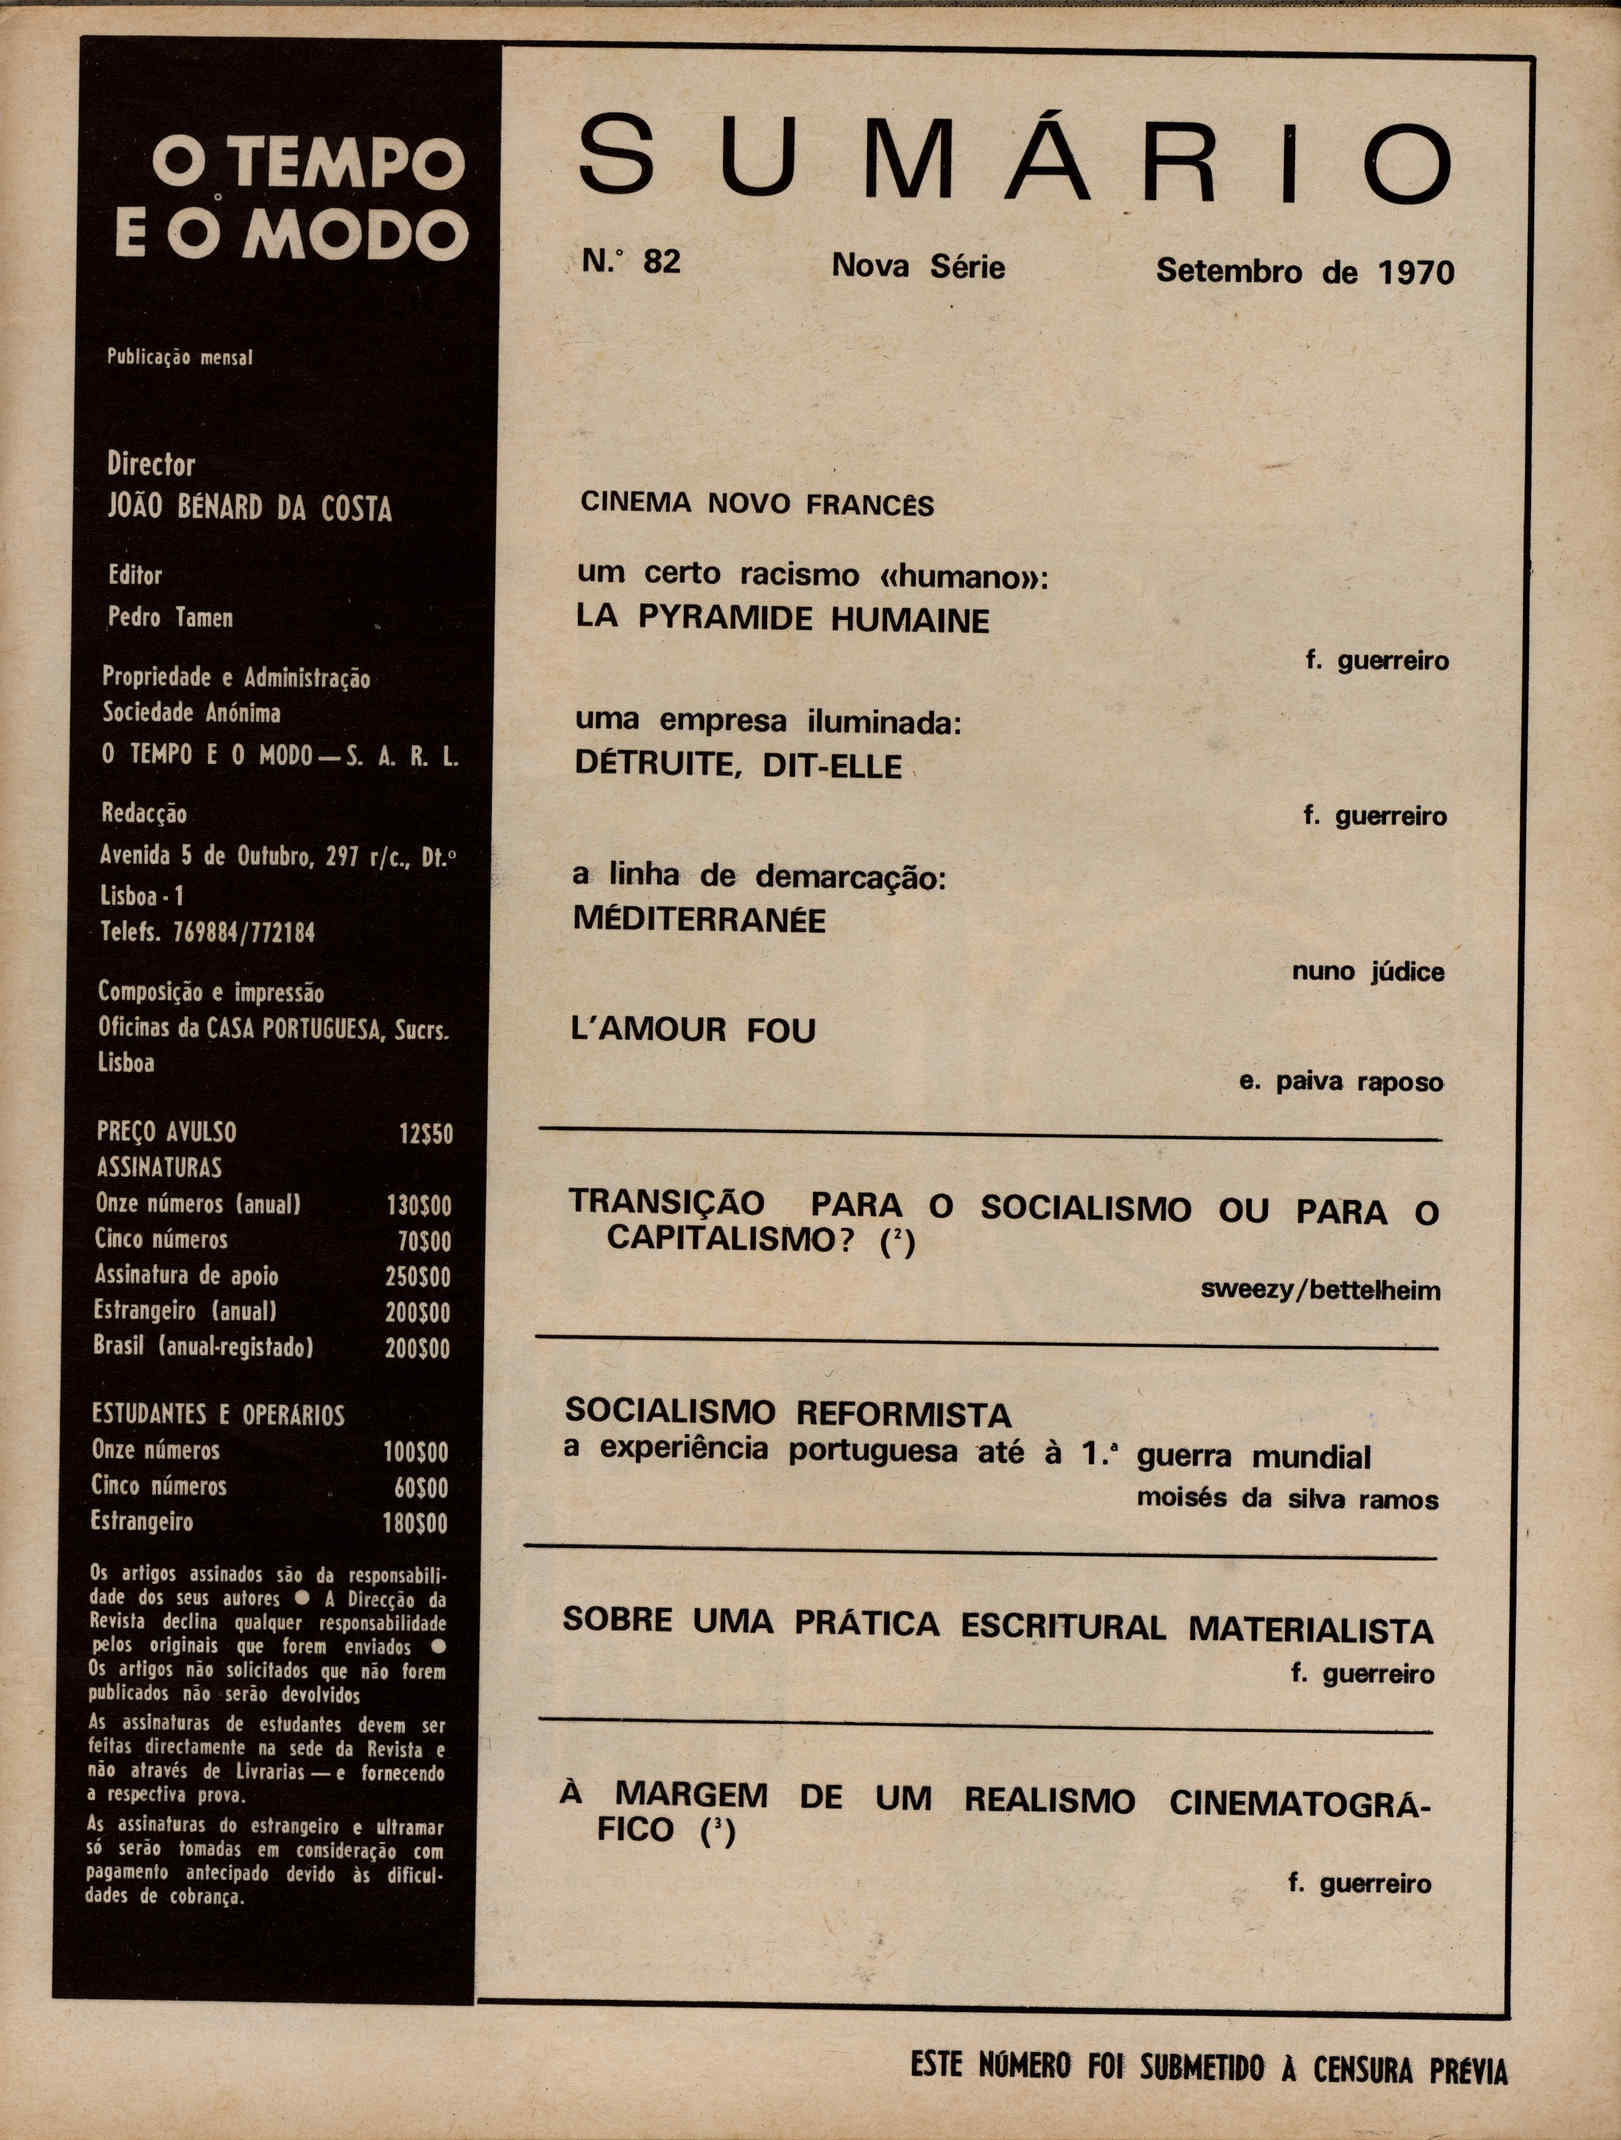 O TEMPO
E O MODO
Publicação mensal
Director
JOÃO BÉNARD DA COSTA
Editor
Pedro Tamen
Propriedade e Administração
Sociedade Anónima
O TEMPO E O MODO — S. A. R. L.
Redacção
Avenida 5 de Outubro, 297 r/c., Dt.º
Lisboa - 1
Telefs. 769884/772184
Composição e impressão
Oficinas da CASA PORTUGUESA, Sucrs.
Lisboa
PREÇO AVULSO 12$50
ASSINATURAS
Onze números (anual) 130$00
Cinco números 70$00
Assinatura de apoio 250$00
Estrangeiro (anual) 200$00
Brasil (anual-registado) 200$00
ESTUDANTES E OPERÁRIOS
Onze números 100$00
Cinco números 60$00
Estrangeiro 180$00
Os artigos assinados são da responsabili-
dade dos seus autores ● A Direcção da
Revista declina qualquer responsabilidade
pelos originais que forem enviados ●
Os artigos não solicitados que não forem
publicados não serão devolvidos
As assinaturas de estudantes devem ser
feitas directamente na sede da Revista e
não através de Livrarias — e fornecendo
a respectiva prova.
As assinaturas do estrangeiro e ultramar
só serão tomadas em consideração com
pagamento antecipado devido às dificul-
dades de cobrança.
SUMÁRIO
N.º 82 Nova Série Setembro de 1970
CINEMA NOVO FRANCÊS
um certo racismo «humano»:
LA PYRAMIDE HUMAINE
f. guerreiro
uma empresa iluminada:
DÉTRUITE, DIT-ELLE
f. guerreiro
a linha de demarcação:
MÉDITERRANÉE
nuno júdice
L'AMOUR FOU
e. paiva raposo
TRANSIÇÃO PARA O SOCIALISMO OU PARA O
CAPITALISMO? (²)
sweezy/bettelheim
SOCIALISMO REFORMISTA
a experiência portuguesa até à 1.ª guerra mundial
moisés da silva ramos
SOBRE UMA PRÁTICA ESCRITURAL MATERIALISTA
f. guerreiro
À MARGEM DE UM REALISMO CINEMATOGRÁ-
FICO (³)
f. guerreiro
ESTE NÚMERO FOI SUBMETIDO À CENSURA PRÉVIA